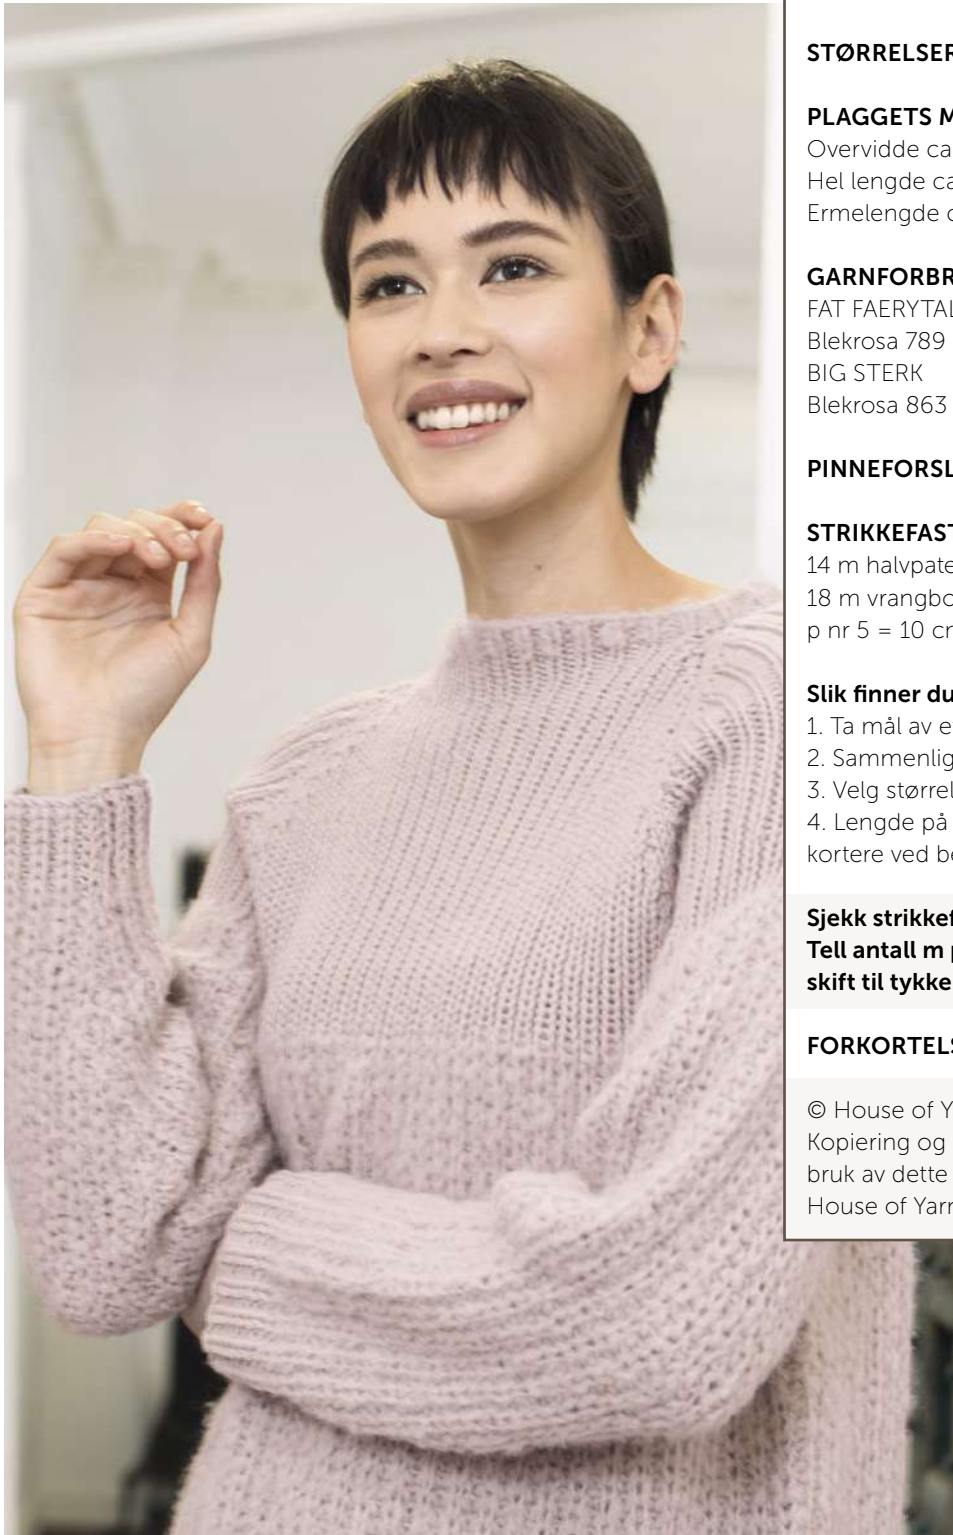 STØRRELSER
PLAGGETS
Overvidde ca
Hel lengde
Ermelengde
GARNFORBR
FAT FAERYTAL
Blekrosa 789
BIG STERK
Blekrosa 863
PINNEFORSL
STRIKKEFAST
14 m halvpate
18 m vrangbo
p nr 5 = 10
Slik finner du
1. Ta mål av
2. Sammenlig
3. Velg størrel
4. Lengde på
kortere ved
Sjekk strikkef
Tell antall m
skift til tykke
FORKORTELS
© House of
Kopiering og
bruk av dette
House of Yarn